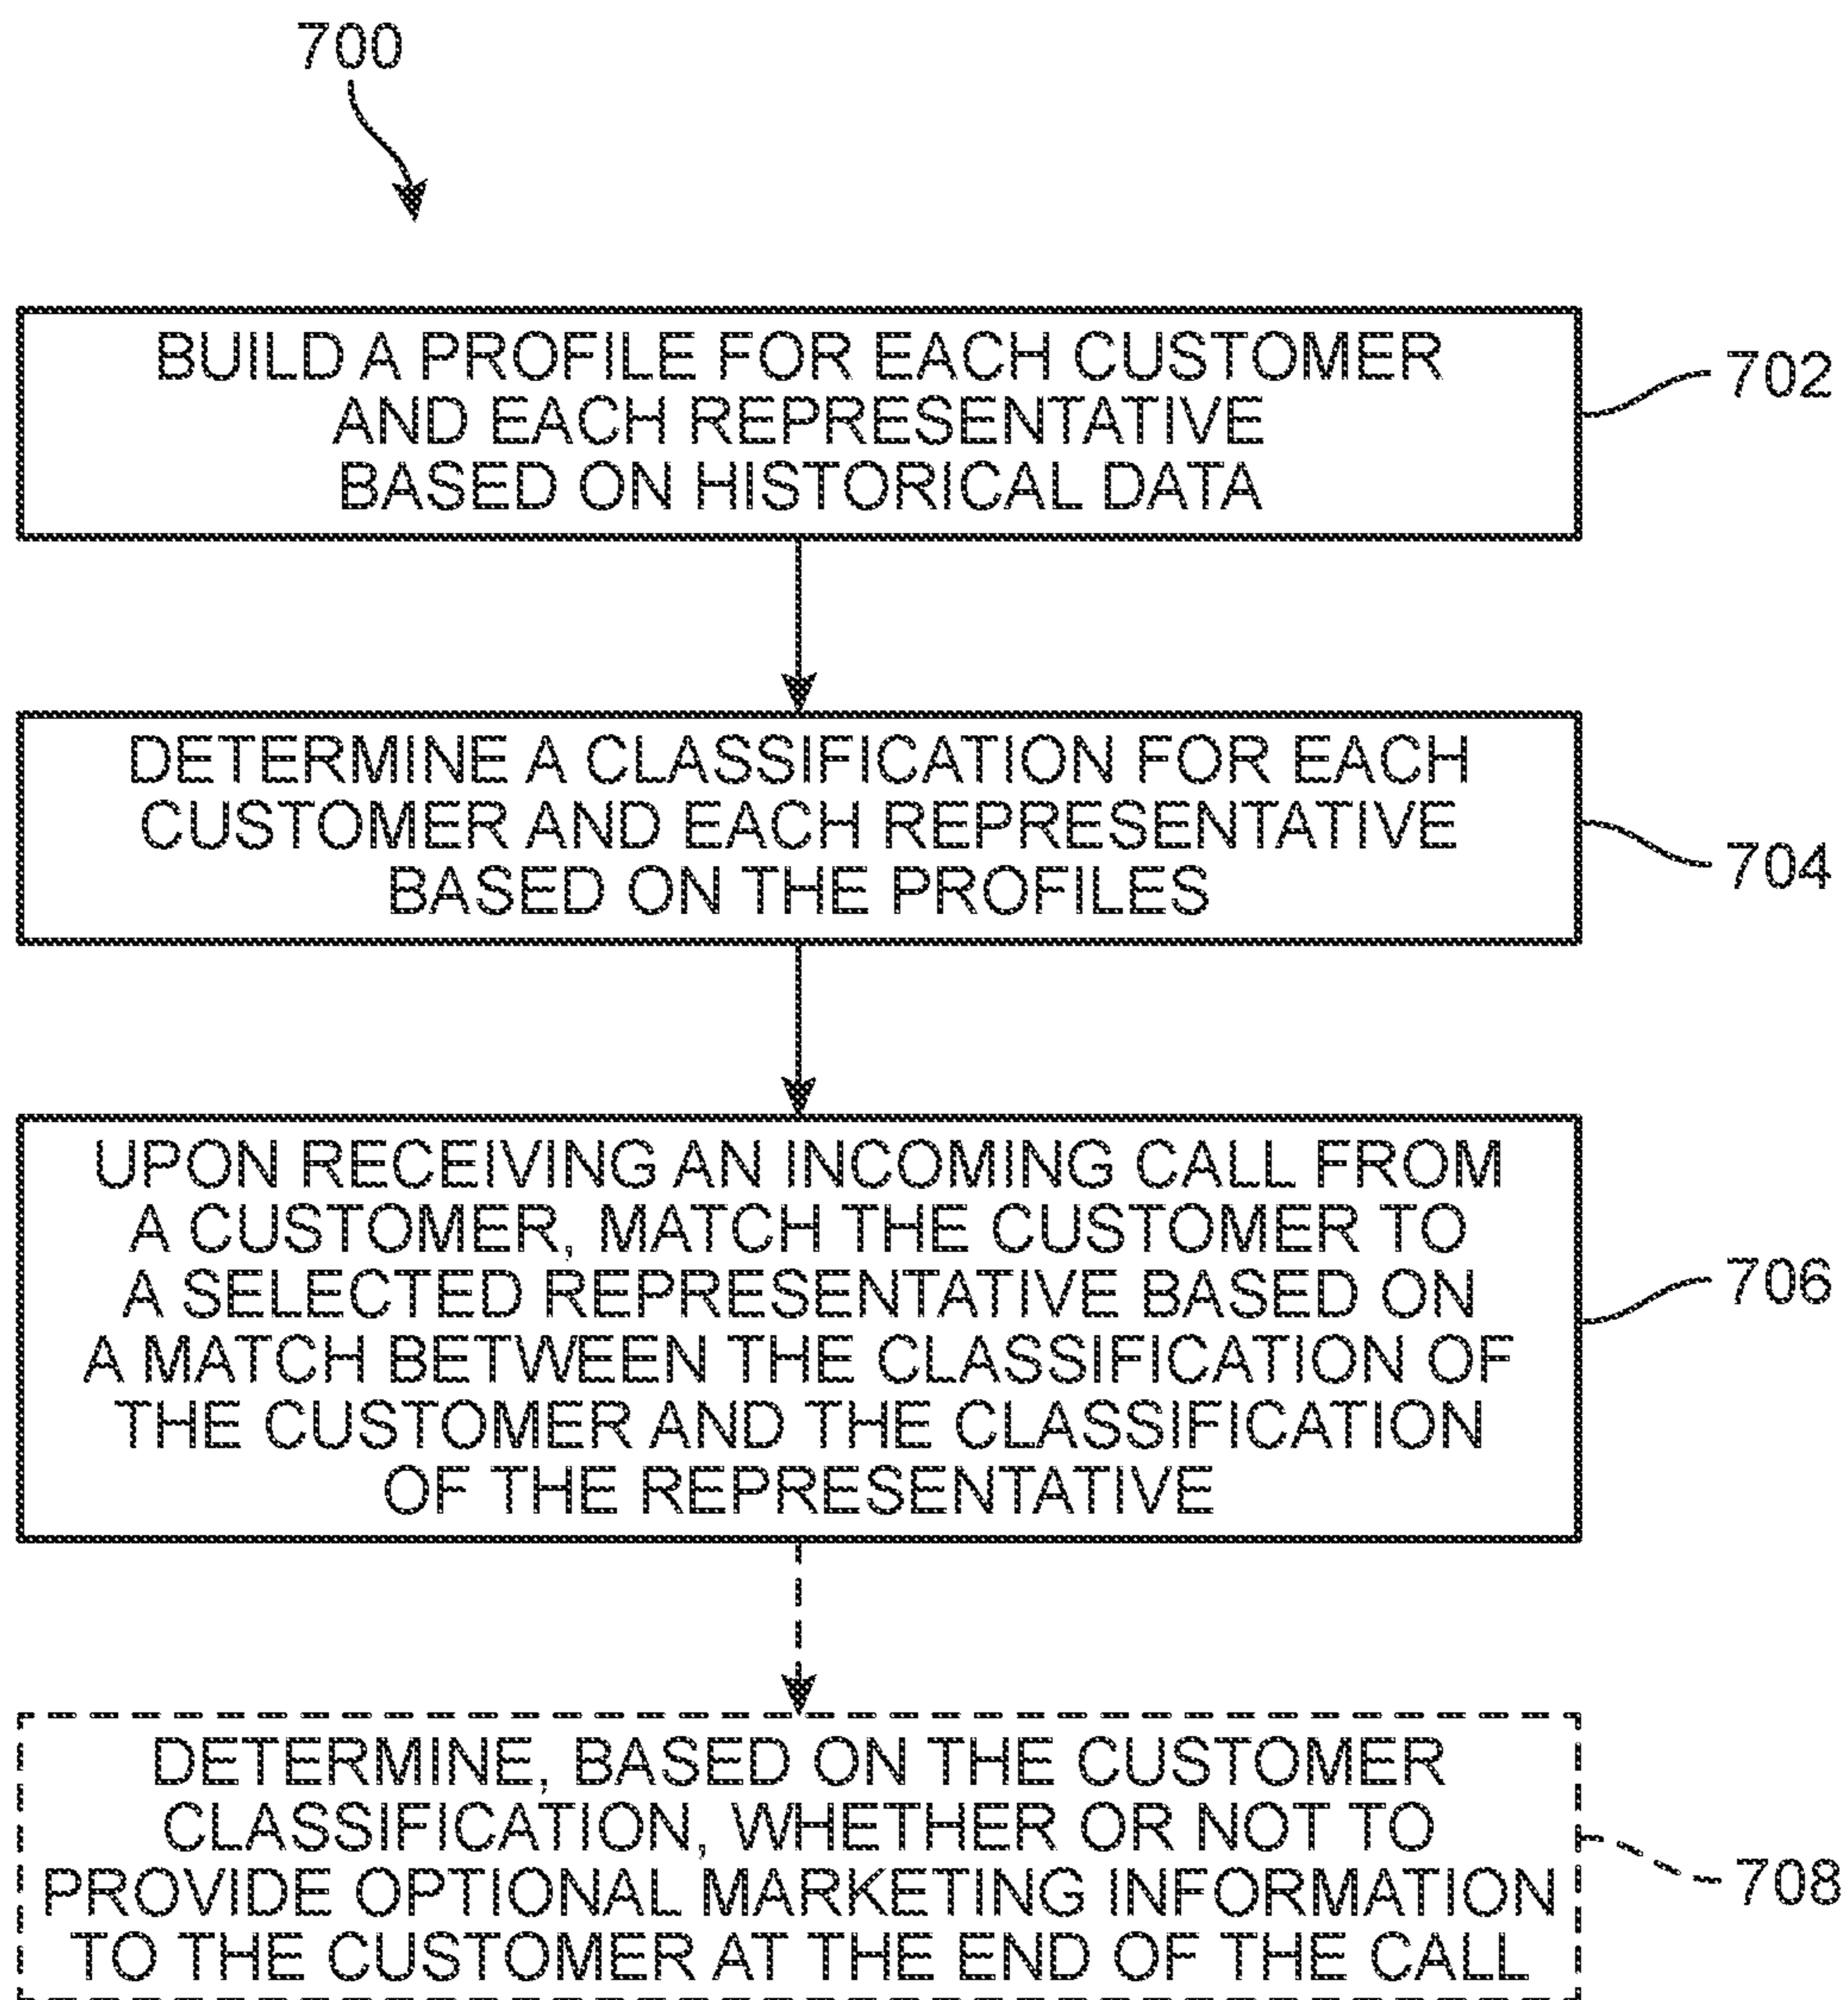 700
BUILD A PROFILE FOR EACH CUSTOMER
AND EACH REPRESENTATIVE
BASED ON HISTORICAL DATA
702
DETERMINE A CLASSIFICATION FOR EACH
CUSTOMER AND EACH REPRESENTATIVE
BASED ON THE PROFILES
704
UPON RECEIVING AN INCOMING CALL FROM
A CUSTOMER, MATCH THE CUSTOMER TO
A SELECTED REPRESENTATIVE BASED ON
A MATCH BETWEEN THE CLASSIFICATION OF
THE CUSTOMER AND THE CLASSIFICATION
OF THE REPRESENTATIVE
706
DETERMINE, BASED ON THE CUSTOMER
CLASSIFICATION, WHETHER OR NOT TO
PROVIDE OPTIONAL MARKETING INFORMATION
TO THE CUSTOMER AT THE END OF THE CALL
708